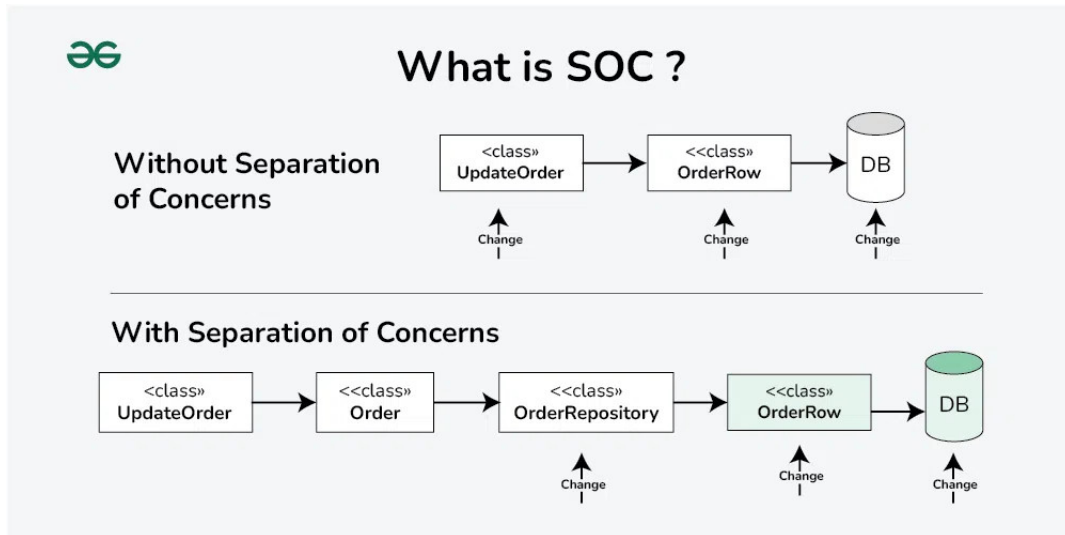 What is SOC ?
Without Separation
of Concerns
<class»
UpdateOrder
<<class»
OrderRow
DB
Change
Change
Change
With Separation of Concerns
<class»
UpdateOrder
<<class»
Order
<<class»
OrderRepository
<<class»
OrderRow
DB
Change
Change
Change